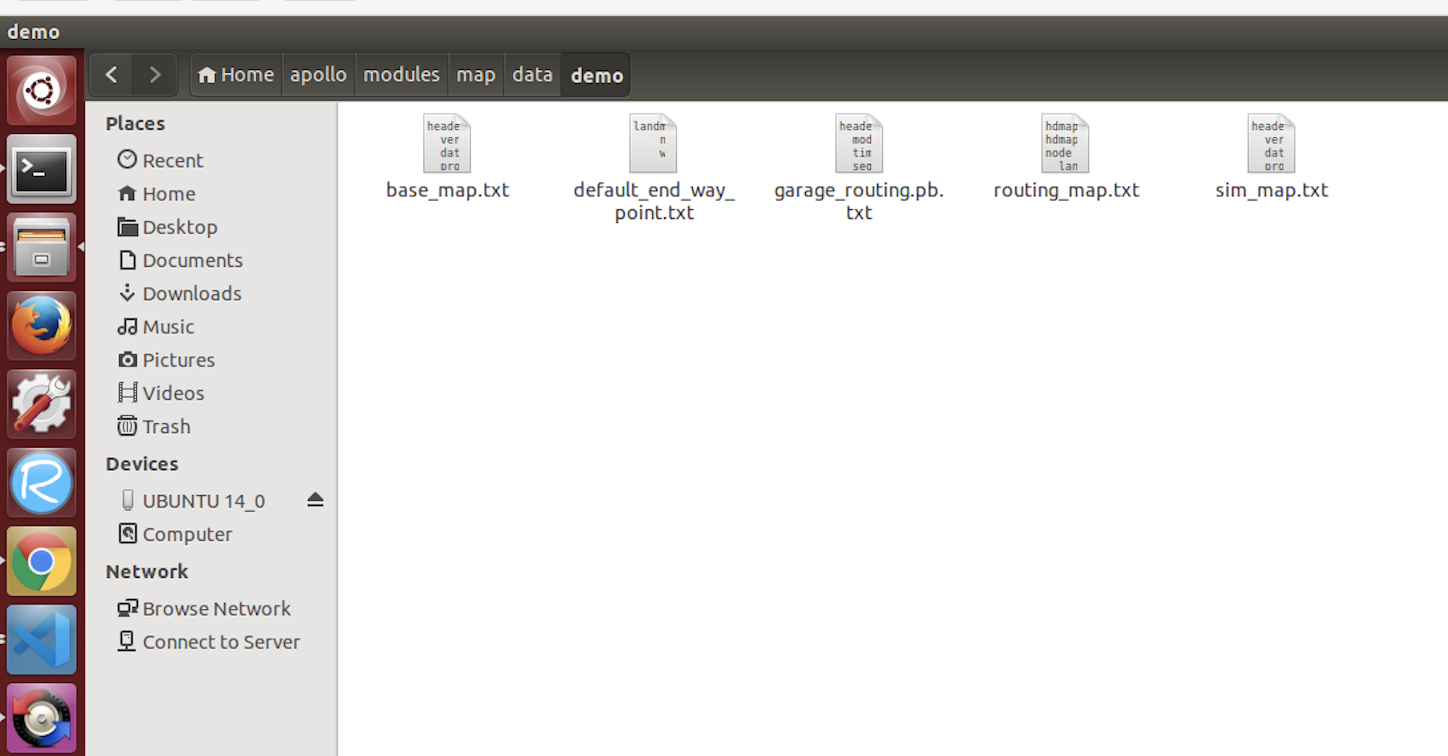 demo
Home apollo modules map data demo
Places
Recent
Home
Desktop
Documents
Downloads
Music
Pictures
Videos
Trash
Devices
UBUNTU 14_0
Computer
Network
Browse Network
Connect to Server
heade
ver
dat
pro
base_map.txt
landm
n
w
default_end_way_
point.txt
heade
mod
tim
seq
garage_routing.pb.
txt
hdmap
hdmap
node
lan
routing_map.txt
heade
ver
dat
pro
sim_map.txt
>_
R